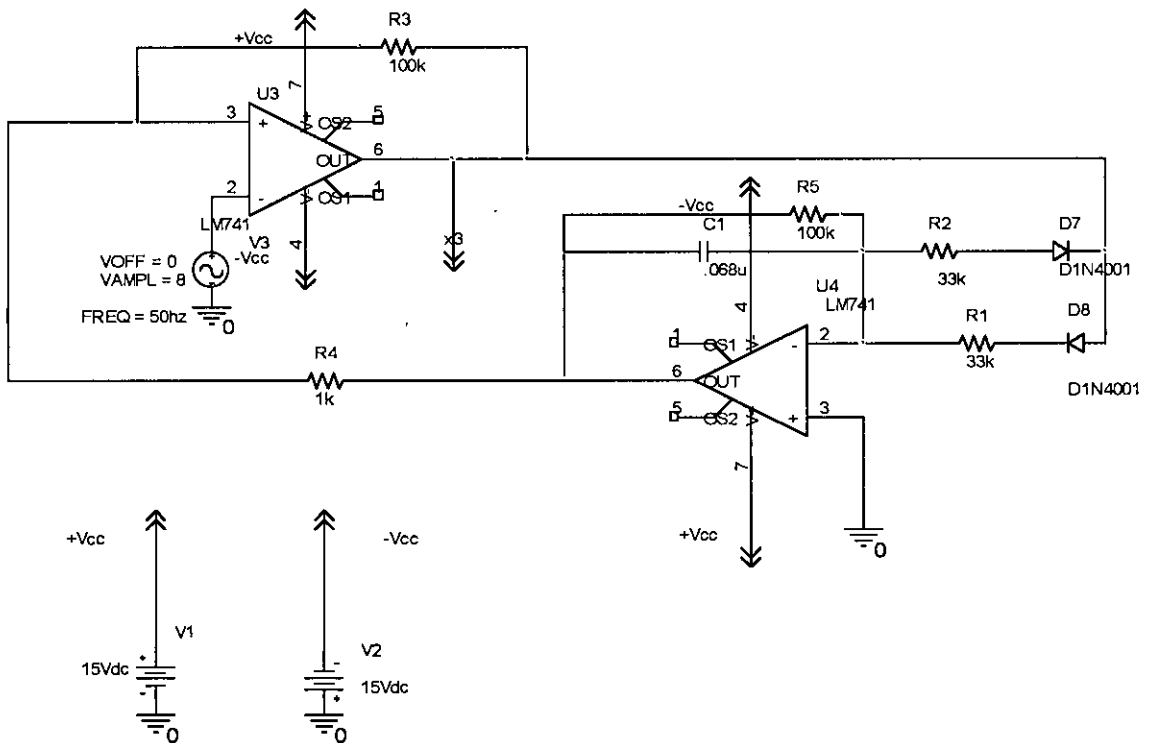 R3
+Vcc
100k
7
U3
3
+
V+
OS2
5
OUT
6
2
-
OS1
1
LM741
V-
4
V3
-Vcc
x3
VOFF = 0
VAMPL = 8
FREQ = 50hz
0
R5
-Vcc
100k
C1
.068u
R2
33k
D7
D1N4001
U4
LM741
4
1
OS1
V-
-
2
R1
33k
D8
D1N4001
6
OUT
5
OS2
V+
+
3
7
+Vcc
0
R4
1k
+Vcc
-Vcc
V1
15Vdc
+
-
0
V2
15Vdc
-
+
0